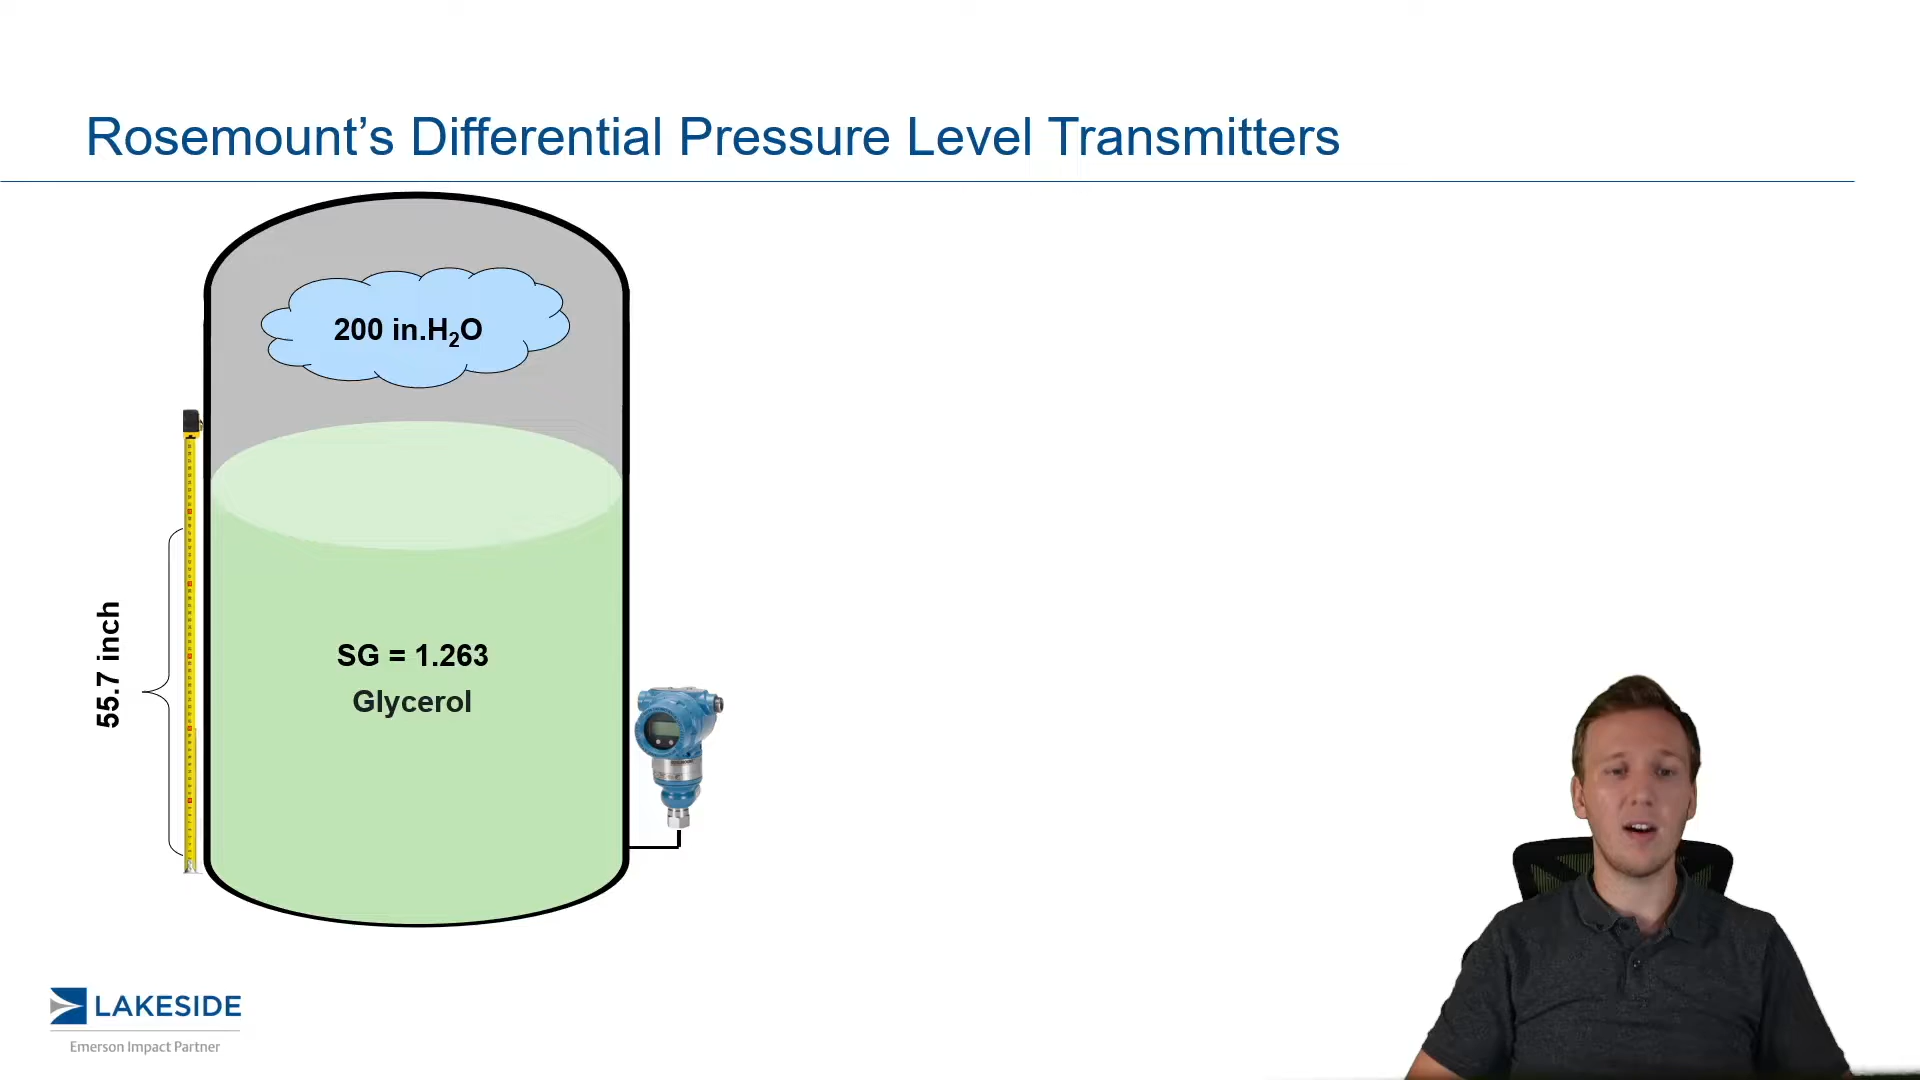 Rosemount’s Differential Pressure Level Transmitters
200 in.H₂O
55.7 inch
SG = 1.263
Glycerol
LAKESIDE
Emerson Impact Partner